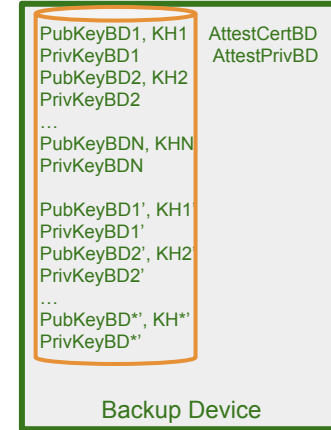 PubKeyBD1, KH1 AttestCertBD
PrivKeyBD1 AttestPrivBD
PubKeyBD2, KH2
PrivKeyBD2
…
PubKeyBDN, KHN
PrivKeyBDN
PubKeyBD1’, KH1’
PrivKeyBD1’
PubKeyBD2’, KH2’
PrivKeyBD2’
…
PubKeyBD*’, KH*’
PrivKeyBD*’
Backup Device